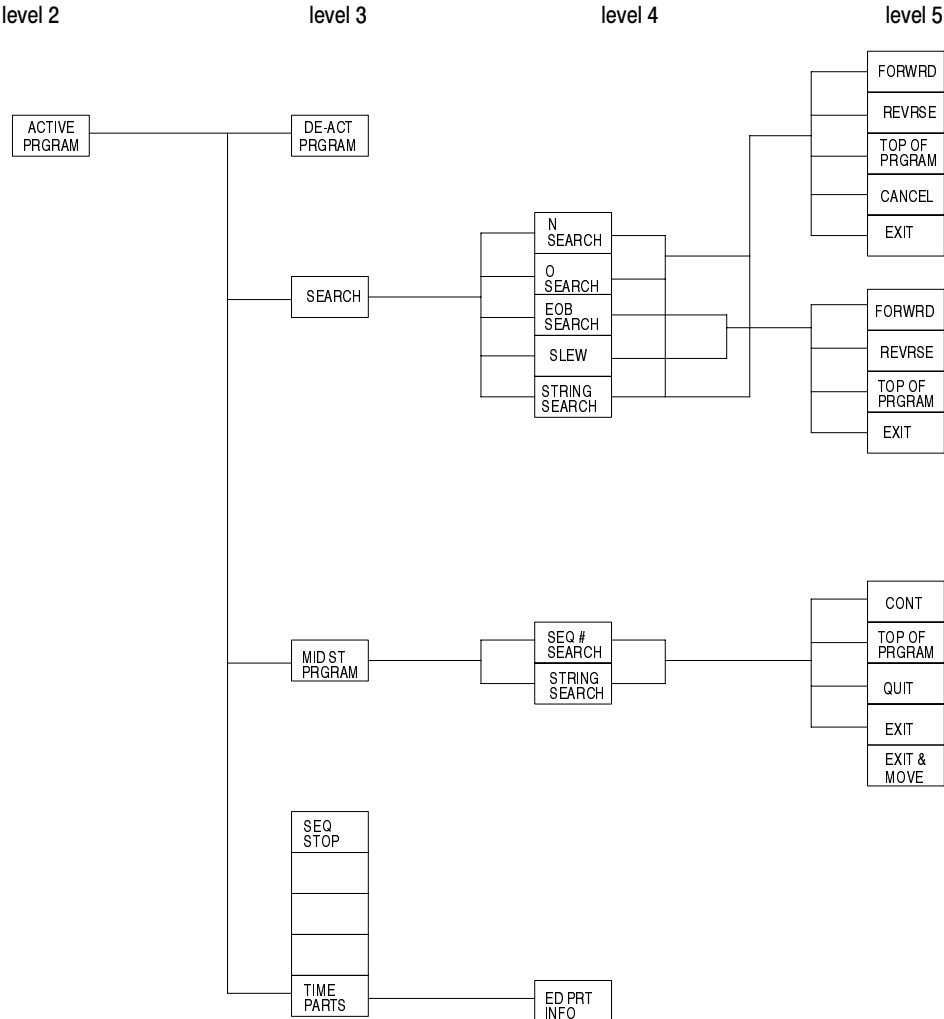 level 2
level 3
level 4
level 5
ACTIVE
PRGRAM
DE-ACT
PRGRAM
SEARCH
MID ST
PRGRAM
SEQ
STOP
TIME
PARTS
N
SEARCH
O
SEARCH
EOB
SEARCH
SLEW
STRING
SEARCH
SEQ #
SEARCH
STRING
SEARCH
ED PRT
INFO
FORWRD
REVRSE
TOP OF
PRGRAM
CANCEL
EXIT
FORWRD
REVRSE
TOP OF
PRGRAM
EXIT
CONT
TOP OF
PRGRAM
QUIT
EXIT
EXIT &
MOVE